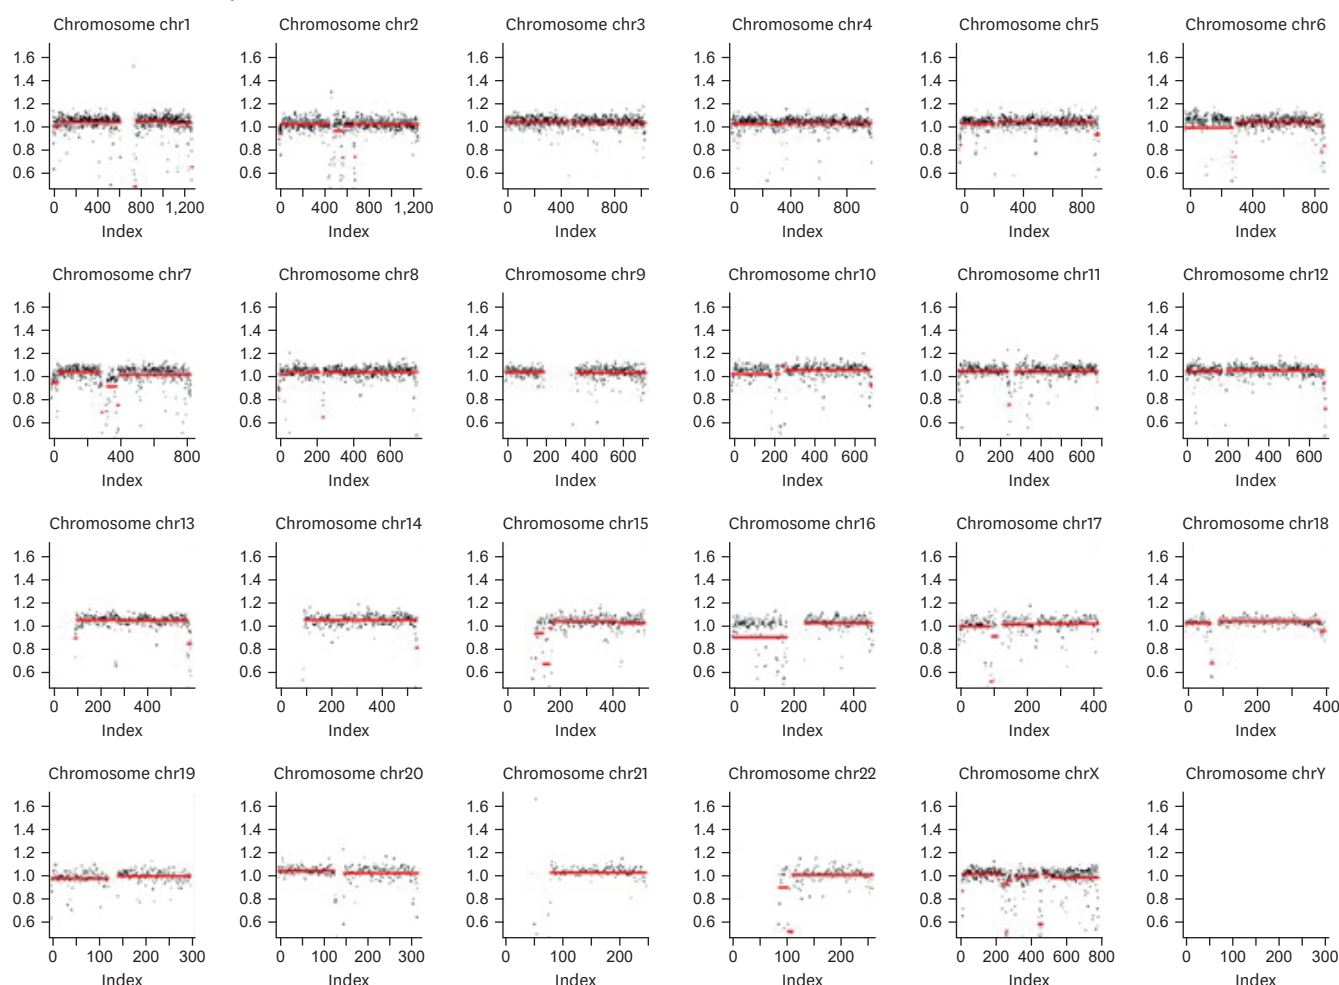 Chromosome chr1 Chromosome chr2 Chromosome chr3 Chromosome chr4 Chromosome chr5 Chromosome chr6
1.6 1.6 1.6 1.6 1.6 1.6
1.4 1.4 1.4 1.4 1.4 1.4
1.2 1.2 1.2 1.2 1.2 1.2
1.0 1.0 1.0 1.0 1.0 1.0
0.8 0.8 0.8 0.8 0.8 0.8
0.6 0.6 0.6 0.6 0.6 0.6
0 400 800 1,200 0 400 800 1,200 0 400 800 0 400 800 0 400 800 0 400 800
Index Index Index Index Index Index
Chromosome chr7 Chromosome chr8 Chromosome chr9 Chromosome chr10 Chromosome chr11 Chromosome chr12
1.6 1.6 1.6 1.6 1.6 1.6
1.4 1.4 1.4 1.4 1.4 1.4
1.2 1.2 1.2 1.2 1.2 1.2
1.0 1.0 1.0 1.0 1.0 1.0
0.8 0.8 0.8 0.8 0.8 0.8
0.6 0.6 0.6 0.6 0.6 0.6
0 200 400 600 800 0 200 400 600 0 200 400 600 0 200 400 600 0 200 400 600 0 200 400 600
Index Index Index Index Index Index
Chromosome chr13 Chromosome chr14 Chromosome chr15 Chromosome chr16 Chromosome chr17 Chromosome chr18
1.6 1.6 1.6 1.6 1.6 1.6
1.4 1.4 1.4 1.4 1.4 1.4
1.2 1.2 1.2 1.2 1.2 1.2
1.0 1.0 1.0 1.0 1.0 1.0
0.8 0.8 0.8 0.8 0.8 0.8
0.6 0.6 0.6 0.6 0.6 0.6
0 200 400 0 200 400 0 200 400 0 200 400 0 100 200 300 400 0 100 200 300 400
Index Index Index Index Index Index
Chromosome chr19 Chromosome chr20 Chromosome chr21 Chromosome chr22 Chromosome chrX Chromosome chrY
1.6 1.6 1.6 1.6 1.6 1.6
1.4 1.4 1.4 1.4 1.4 1.4
1.2 1.2 1.2 1.2 1.2 1.2
1.0 1.0 1.0 1.0 1.0 1.0
0.8 0.8 0.8 0.8 0.8 0.8
0.6 0.6 0.6 0.6 0.6 0.6
0 100 200 300 0 100 200 300 0 100 200 0 100 200 0 200 400 600 800 0 100 200 300
Index Index Index Index Index Index